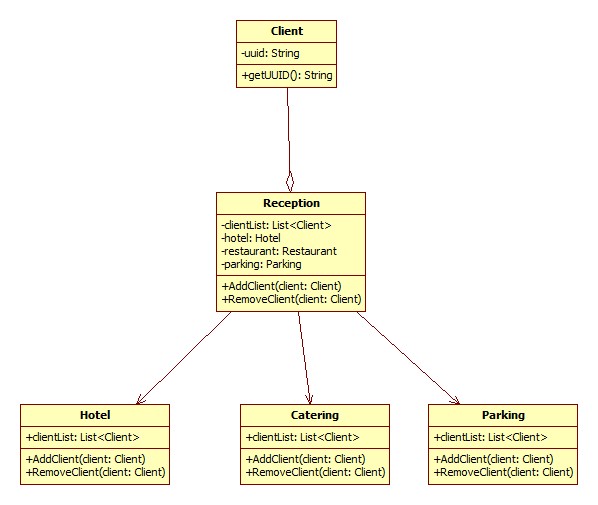 Client
-uuid: String
+getUUID(): String
Reception
-clientList: List<Client>
-hotel: Hotel
-restaurant: Restaurant
-parking: Parking
+AddClient(client: Client)
+RemoveClient(client: Client)
Hotel
+clientList: List<Client>
+AddClient(client: Client)
+RemoveClient(client: Client)
Catering
+clientList: List<Client>
+AddClient(client: Client)
+RemoveClient(client: Client)
Parking
+clientList: List<Client>
+AddClient(client: Client)
+RemoveClient(client: Client)